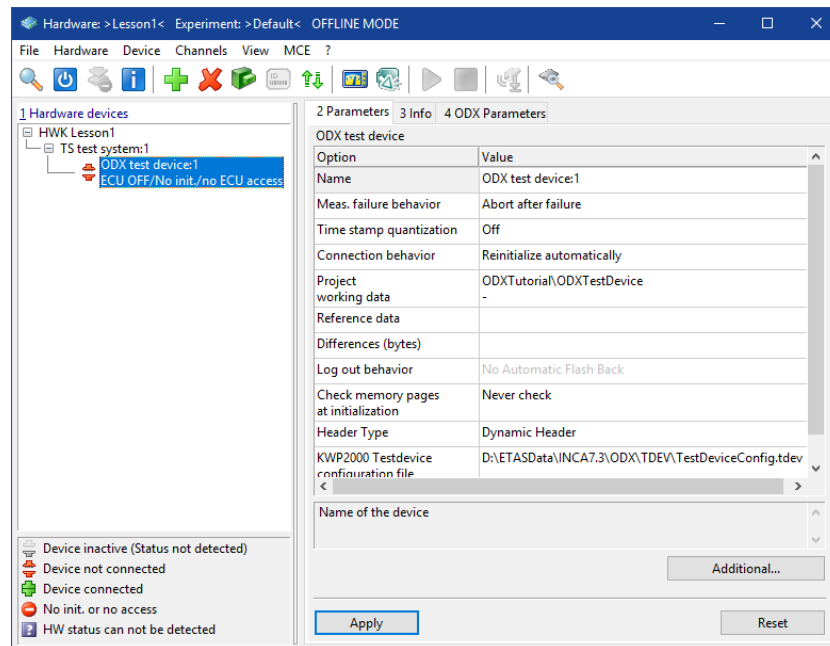 Hardware: >Lesson1< Experiment: >Default< OFFLINE MODE
File Hardware Device Channels View MCE ?
1 Hardware devices
HWK Lesson1
TS test system:1
ODX test device:1
ECU OFF/No init./no ECU access
Device inactive (Status not detected)
Device not connected
Device connected
No init. or no access
HW status can not be detected
2 Parameters 3 Info 4 ODX Parameters
ODX test device
Option Value
Name ODX test device:1
Meas. failure behavior Abort after failure
Time stamp quantization Off
Connection behavior Reinitialize automatically
Project ODXTutorial\ODXTestDevice
working data -
Reference data
Differences (bytes)
Log out behavior No Automatic Flash Back
Check memory pages Never check
at initialization
Header Type Dynamic Header
KWP2000 Testdevice D:\ETASData\INCA7.3\ODX\TDEV\TestDeviceConfig.tdev
configuration file
Name of the device
Additional...
Apply Reset